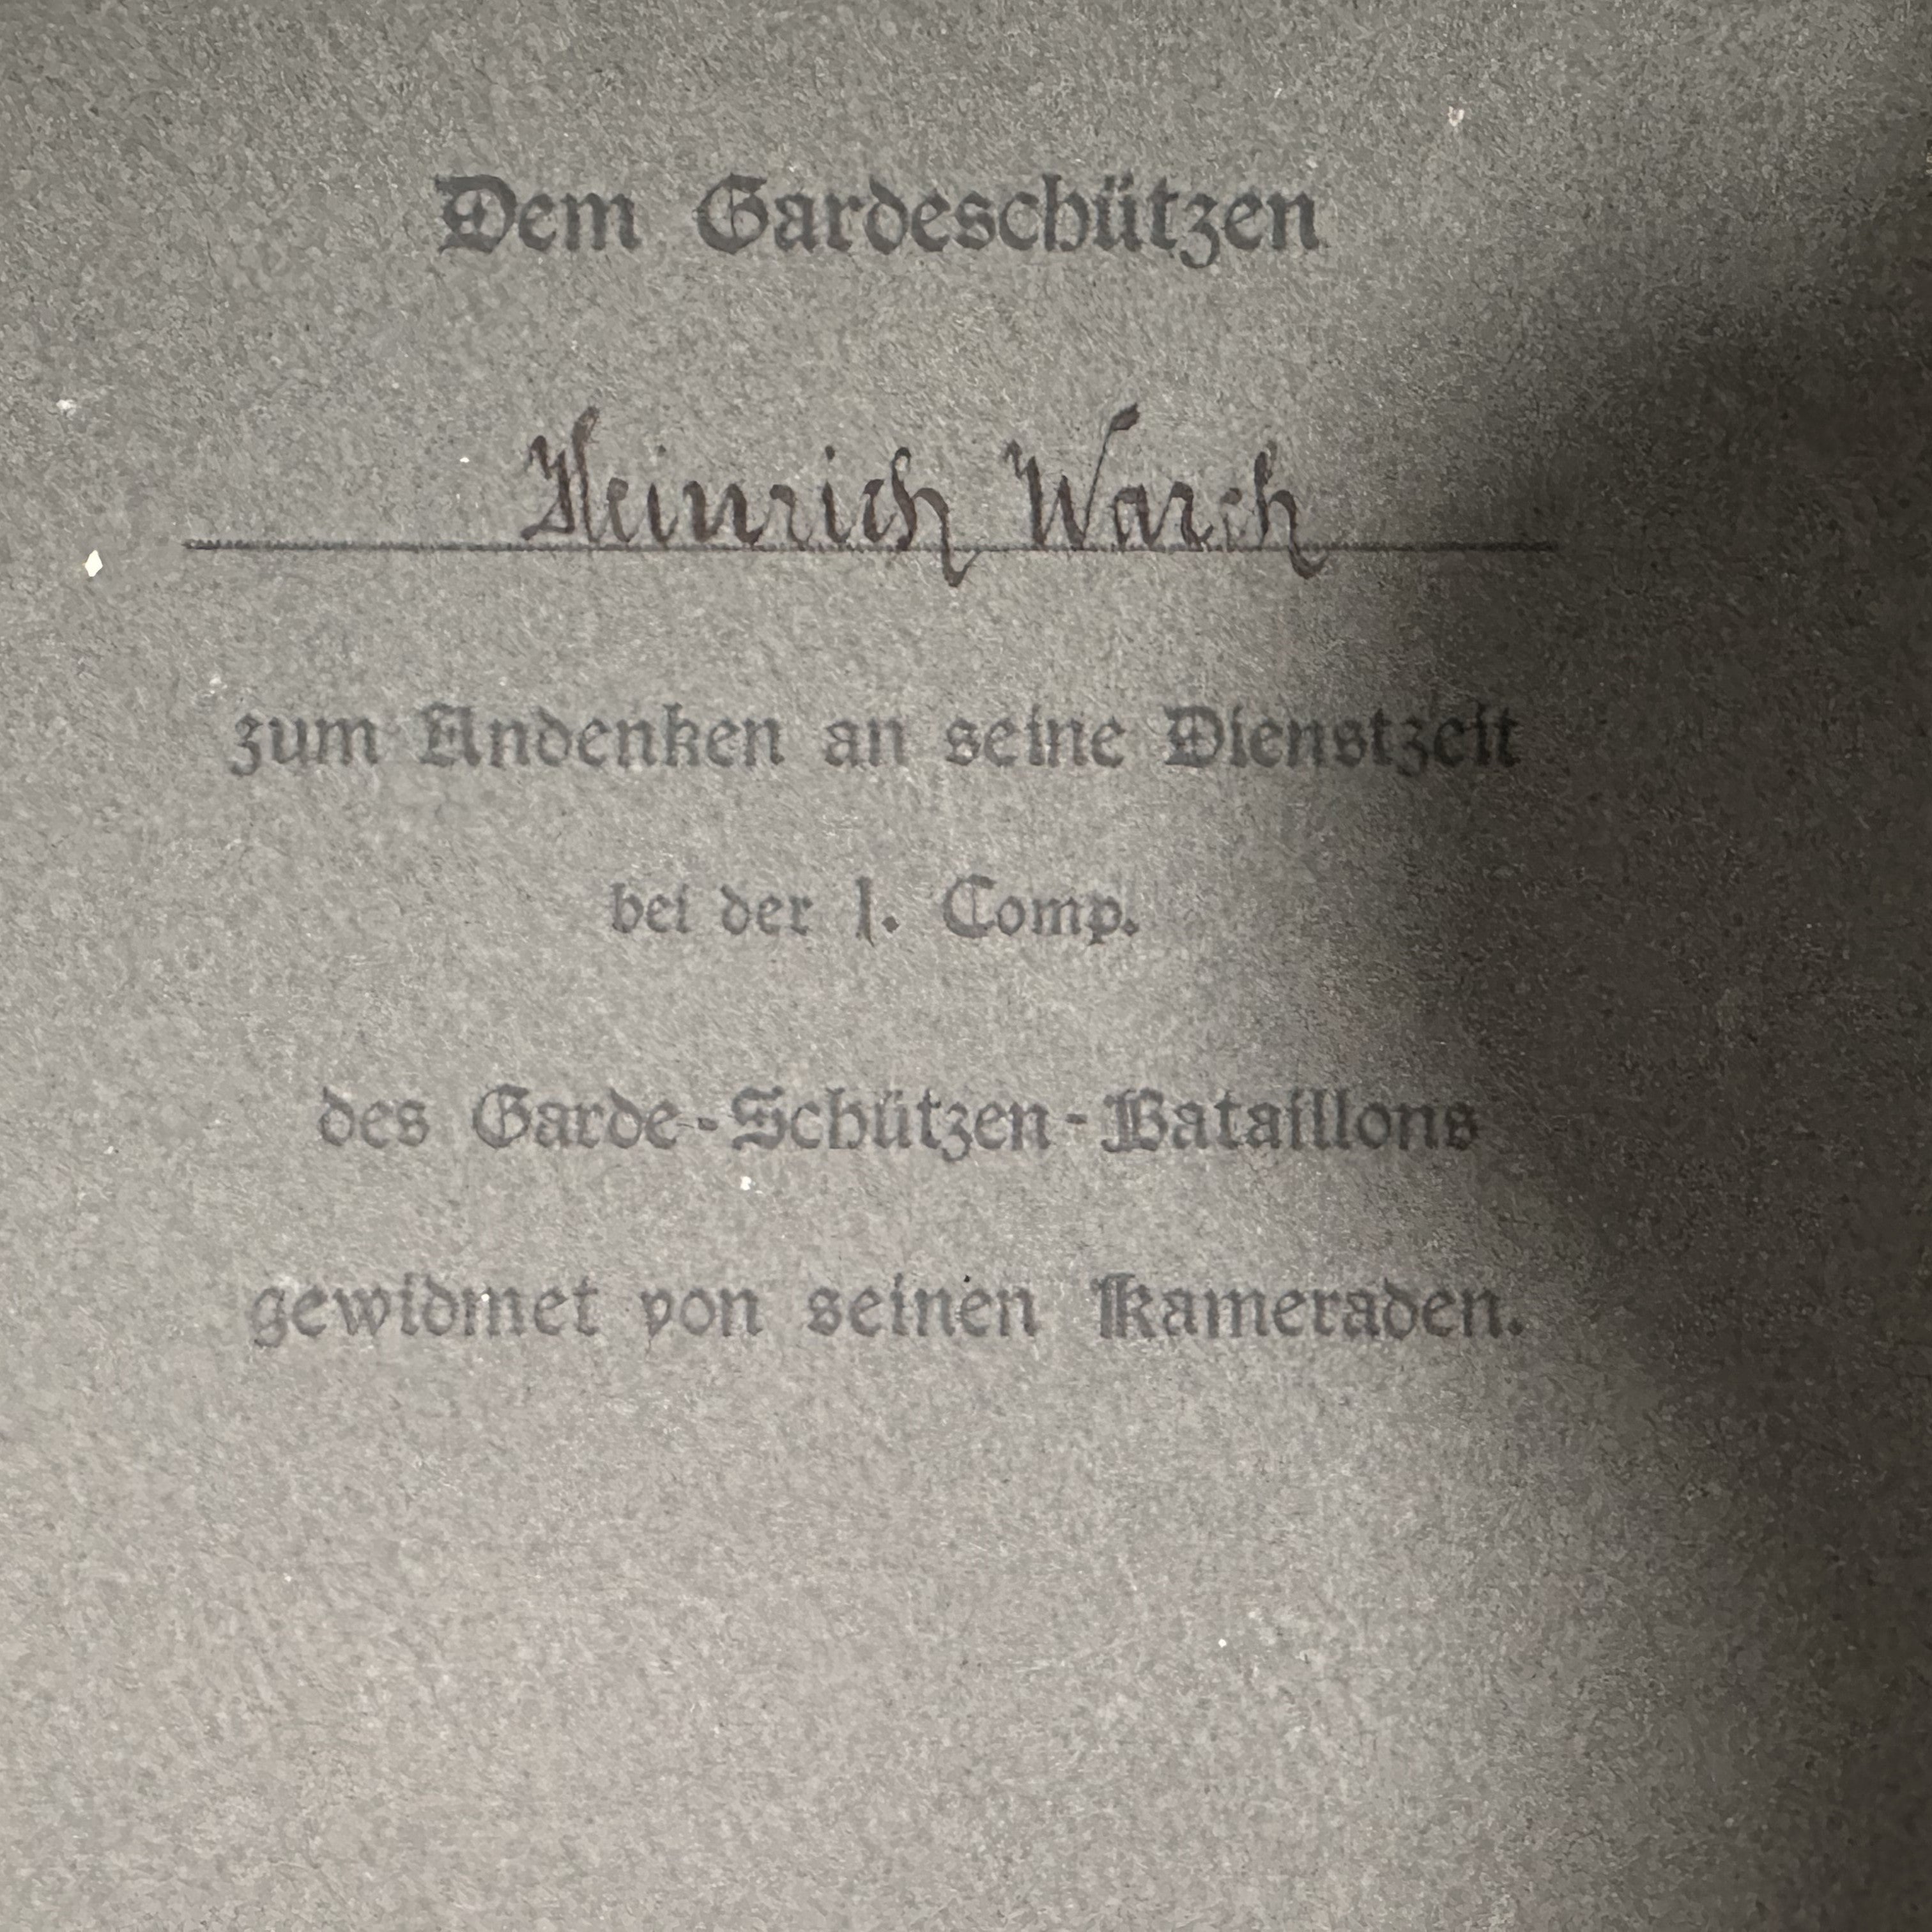 Dem Gardeschützen
Heinrich Warch
zum Andenken an seine Dienstzeit
bei der 1. Comp.
des Garde-Schützen-Bataillons
gewidmet von seinen Kameraden.